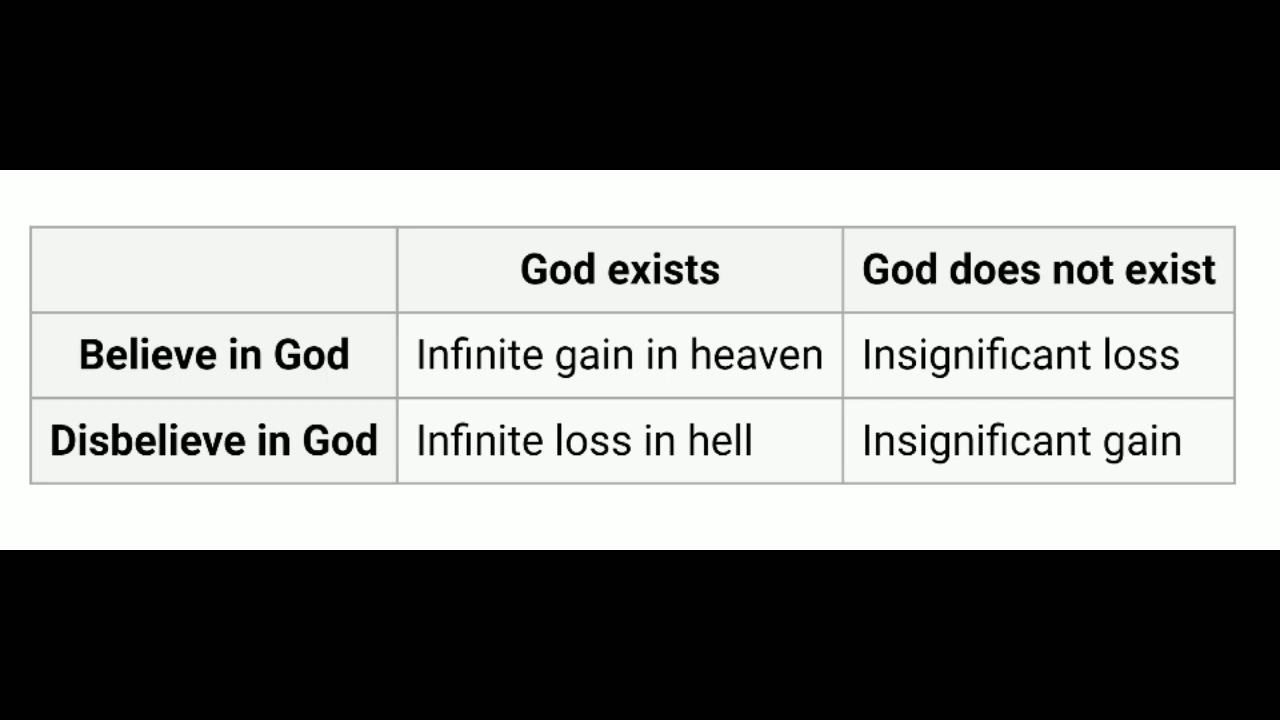 God exists God does not exist
Believe in God Infinite gain in heaven Insignificant loss
Disbelieve in God Infinite loss in hell Insignificant gain